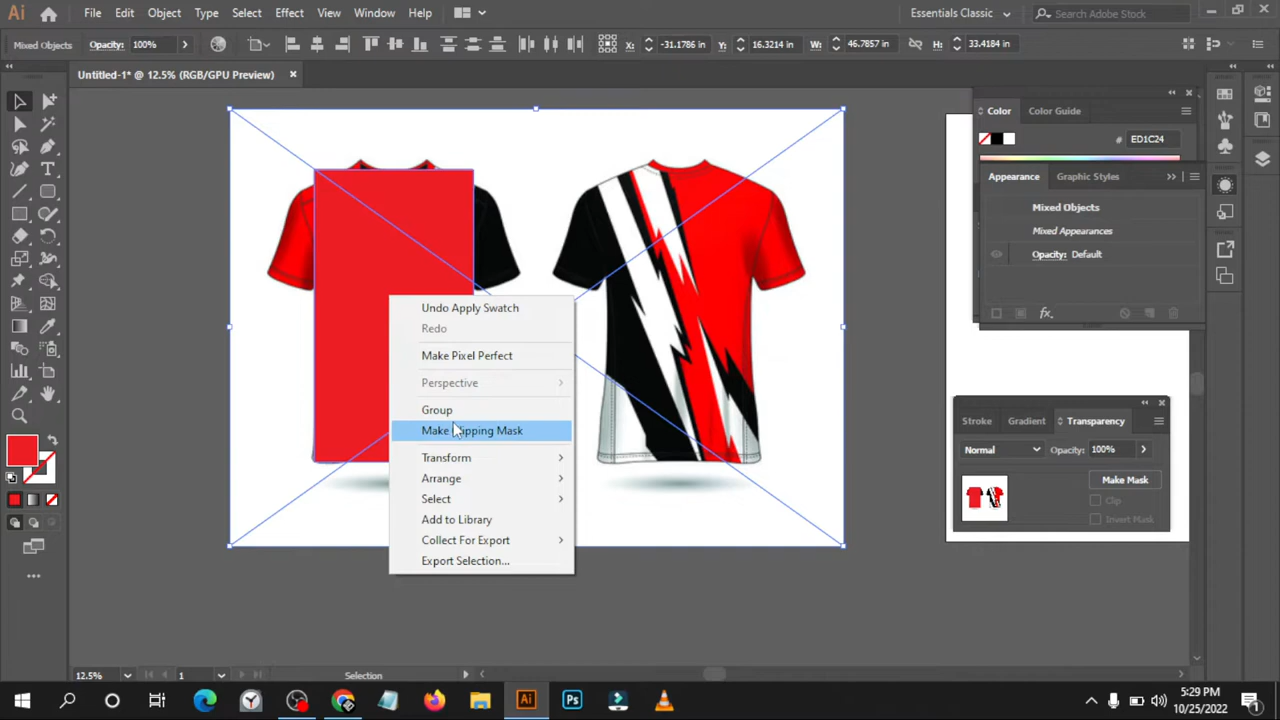 Ai File Edit Object Type Select Effect View Window Help Essentials Classic Search Adobe Stock
Mixed Objects Opacity: 100% X: -31.1786 in Y: 16.3214 in W: 46.7857 in H: 33.4184 in
Untitled-1* @ 12.5% (RGB/GPU Preview)
Color Color Guide
# ED1C24
Appearance Graphic Styles
Mixed Objects
Mixed Appearances
Opacity: Default
fx
Undo Apply Swatch
Redo
Make Pixel Perfect
Perspective
Group
Make Clipping Mask
Transform
Arrange
Select
Add to Library
Collect For Export
Export Selection...
Stroke Gradient Transparency
Normal Opacity: 100%
Make Mask
Clip
Invert Mask
12.5% 1 Selection
Ai Ps
5:29 PM
10/25/2022
1